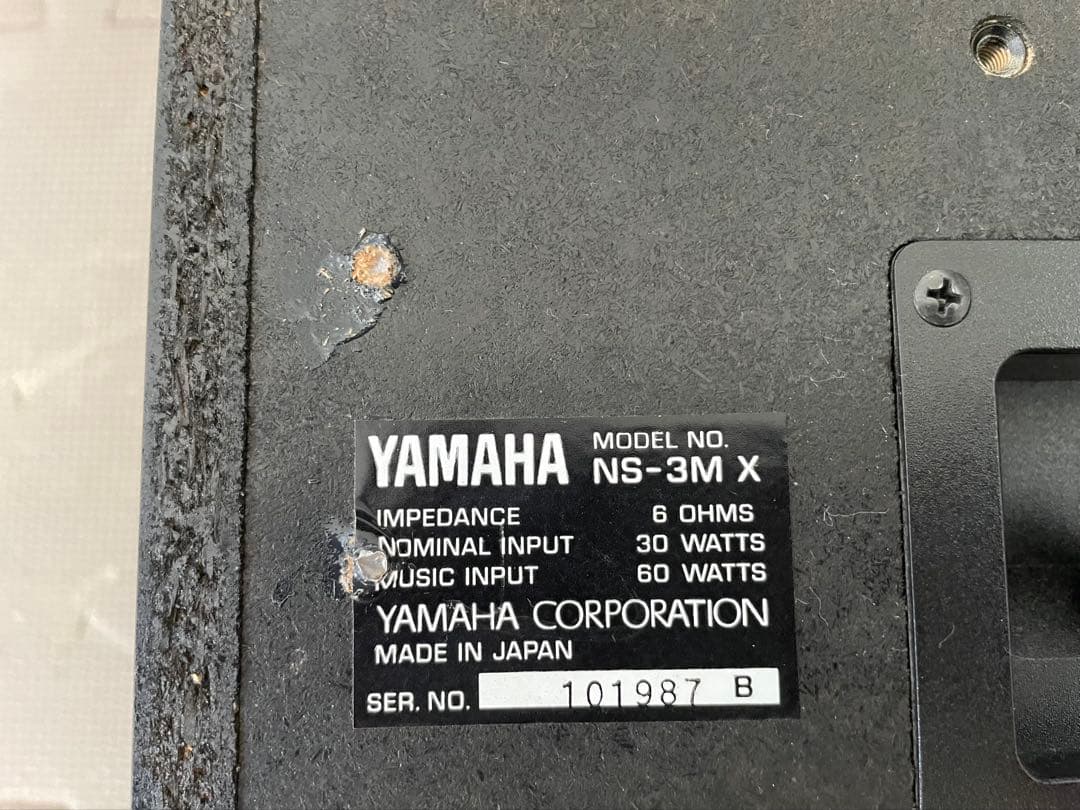 YAMAHA MODEL NO. NS-3M X
IMPEDANCE 6 OHMS
NOMINAL INPUT 30 WATTS
MUSIC INPUT 60 WATTS
YAMAHA CORPORATION
MADE IN JAPAN
SER. NO. 101987 B